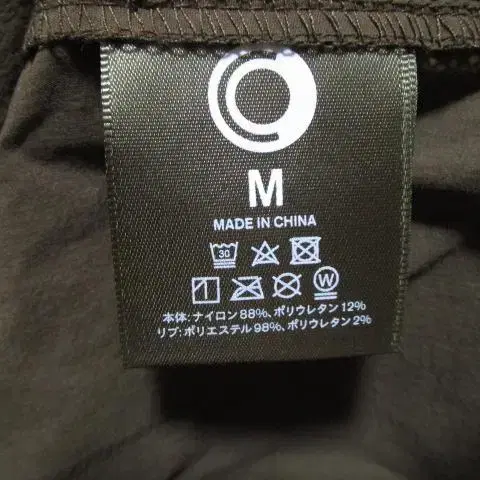 M
MADE IN CHINA
30
W
本体:ナイロン88%、ポリウレタン12%
リブ:ポリエステル98%、ポリウレタン2%